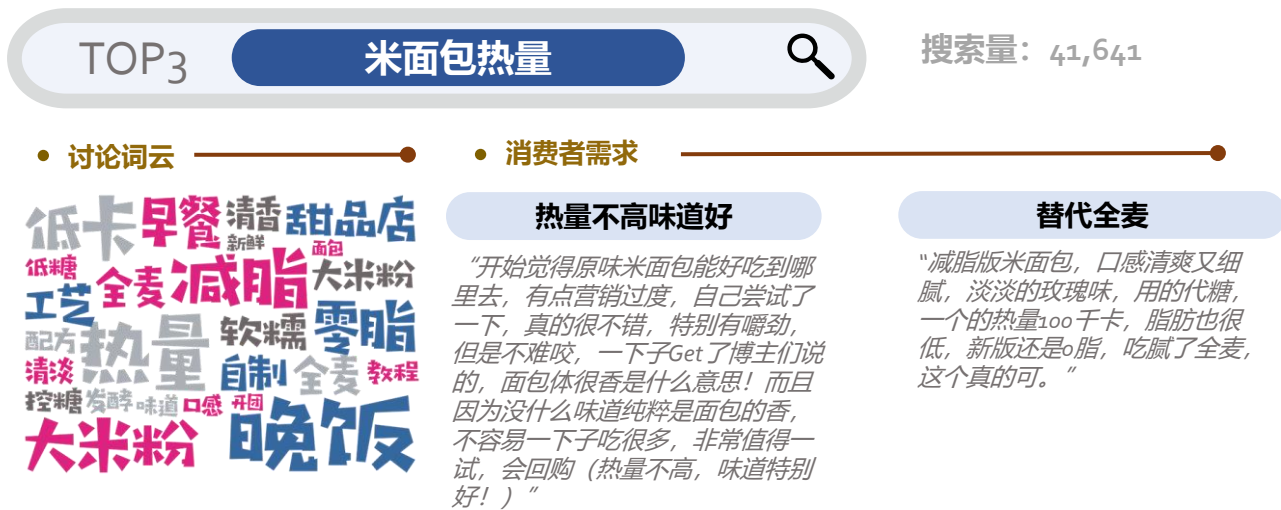 TOP3 米面包热量
搜索量：41,641
讨论词云
消费者需求
低卡 早餐 清香 甜品店
新鲜 面包
低糖 全麦 减脂 大米粉
工艺
配方 热量 软糯 零脂
清淡 自制 全麦 教程
控糖 发酵 味道 口感 开团
大米粉 晚饭
热量不高味道好
“开始觉得原味米面包能好吃到哪
里去，有点营销过度，自己尝试了
一下，真的很不错，特别有嚼劲，
但是不难咬，一下子Get了博主们说
的，面包体很香是什么意思！而且
因为没什么味道纯粹是面包的香，
不容易一下子吃很多，非常值得一
试，会回购（热量不高，味道特别
好！）”
替代全麦
“减脂版米面包，口感清爽又细
腻，淡淡的玫瑰味，用的代糖，
一个的热量100千卡，脂肪也很
低，新版还是0脂，吃腻了全麦，
这个真的可。”